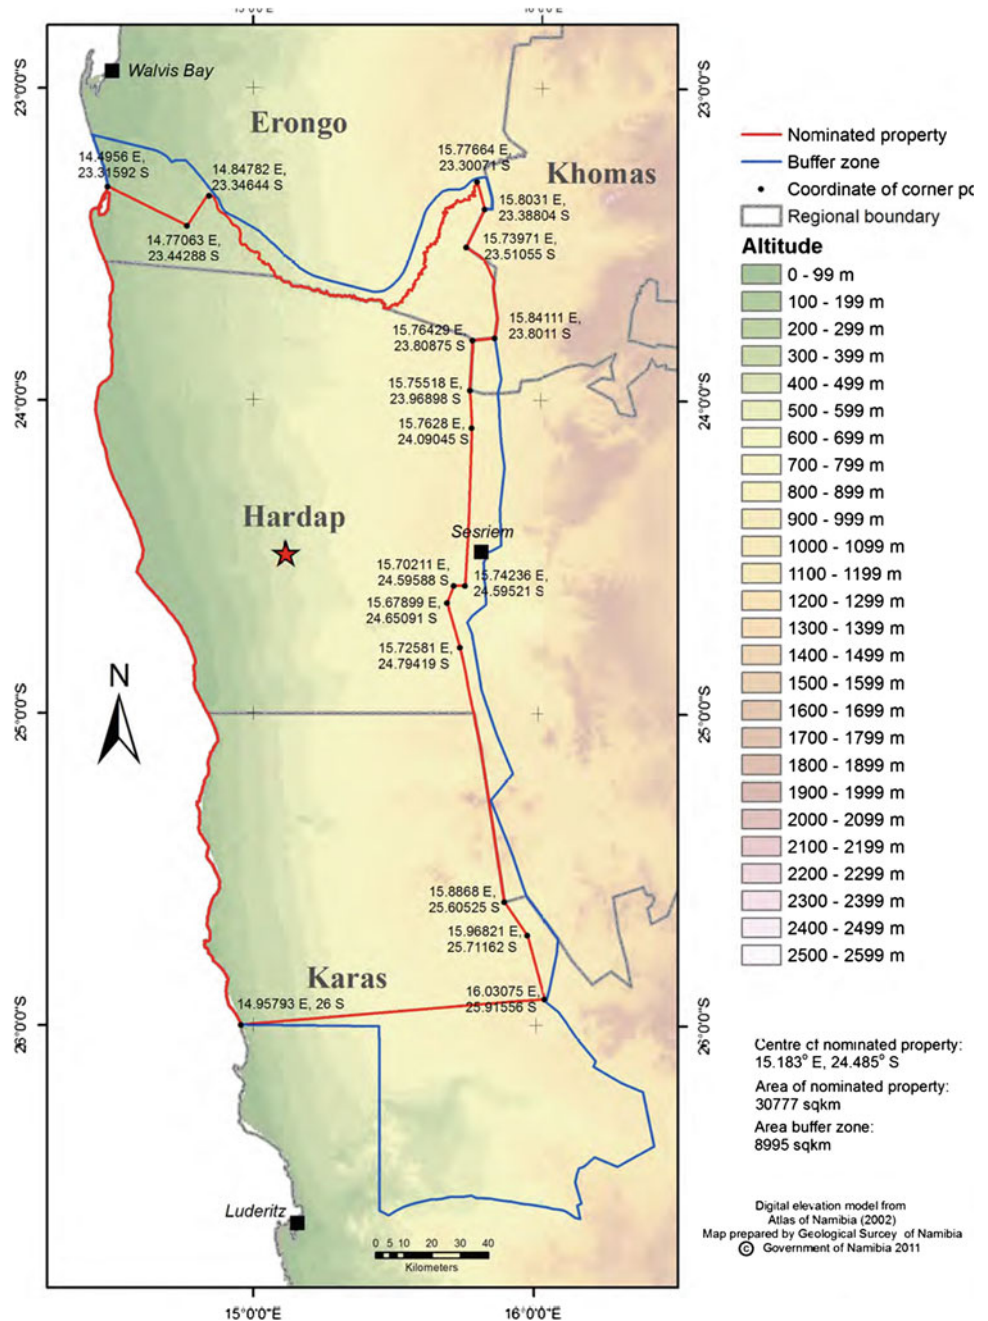 15°0'0"E
16°0'0"E
Walvis Bay
23°0'0"S
23°0'0"S
Erongo
Khomas
14.4956 E,
23.31592 S
14.84782 E,
23.34644 S
15.77664 E,
23.30071 S
15.8031 E,
23.38804 S
14.77063 E,
23.44288 S
15.73971 E,
23.51055 S
15.76429 E,
23.80875 S
15.84111 E,
23.8011 S
15.75518 E,
23.96898 S
24°0'0"S
24°0'0"S
15.7628 E,
24.09045 S
Hardap
Sesriem
15.70211 E,
24.59588 S
15.74236 E,
24.59521 S
15.67899 E,
24.65091 S
15.72581 E,
24.79419 S
N
25°0'0"S
25°0'0"S
15.8868 E,
25.60525 S
15.96821 E,
25.71162 S
Karas
16.03075 E,
25.91556 S
14.95793 E, 26 S
26°0'0"S
26°0'0"S
Luderitz
0 5 10 20 30 40
Kilometers
15°0'0"E
16°0'0"E
Nominated property
Buffer zone
Coordinate of corner pc
Regional boundary
Altitude
0 - 99 m
100 - 199 m
200 - 299 m
300 - 399 m
400 - 499 m
500 - 599 m
600 - 699 m
700 - 799 m
800 - 899 m
900 - 999 m
1000 - 1099 m
1100 - 1199 m
1200 - 1299 m
1300 - 1399 m
1400 - 1499 m
1500 - 1599 m
1600 - 1699 m
1700 - 1799 m
1800 - 1899 m
1900 - 1999 m
2000 - 2099 m
2100 - 2199 m
2200 - 2299 m
2300 - 2399 m
2400 - 2499 m
2500 - 2599 m
Centre of nominated property:
15.183° E, 24.485° S
Area of nominated property:
30777 sqkm
Area buffer zone:
8995 sqkm
Digital elevation model from
Atlas of Namibia (2002)
Map prepared by Geological Survey of Namibia
© Government of Namibia 2011